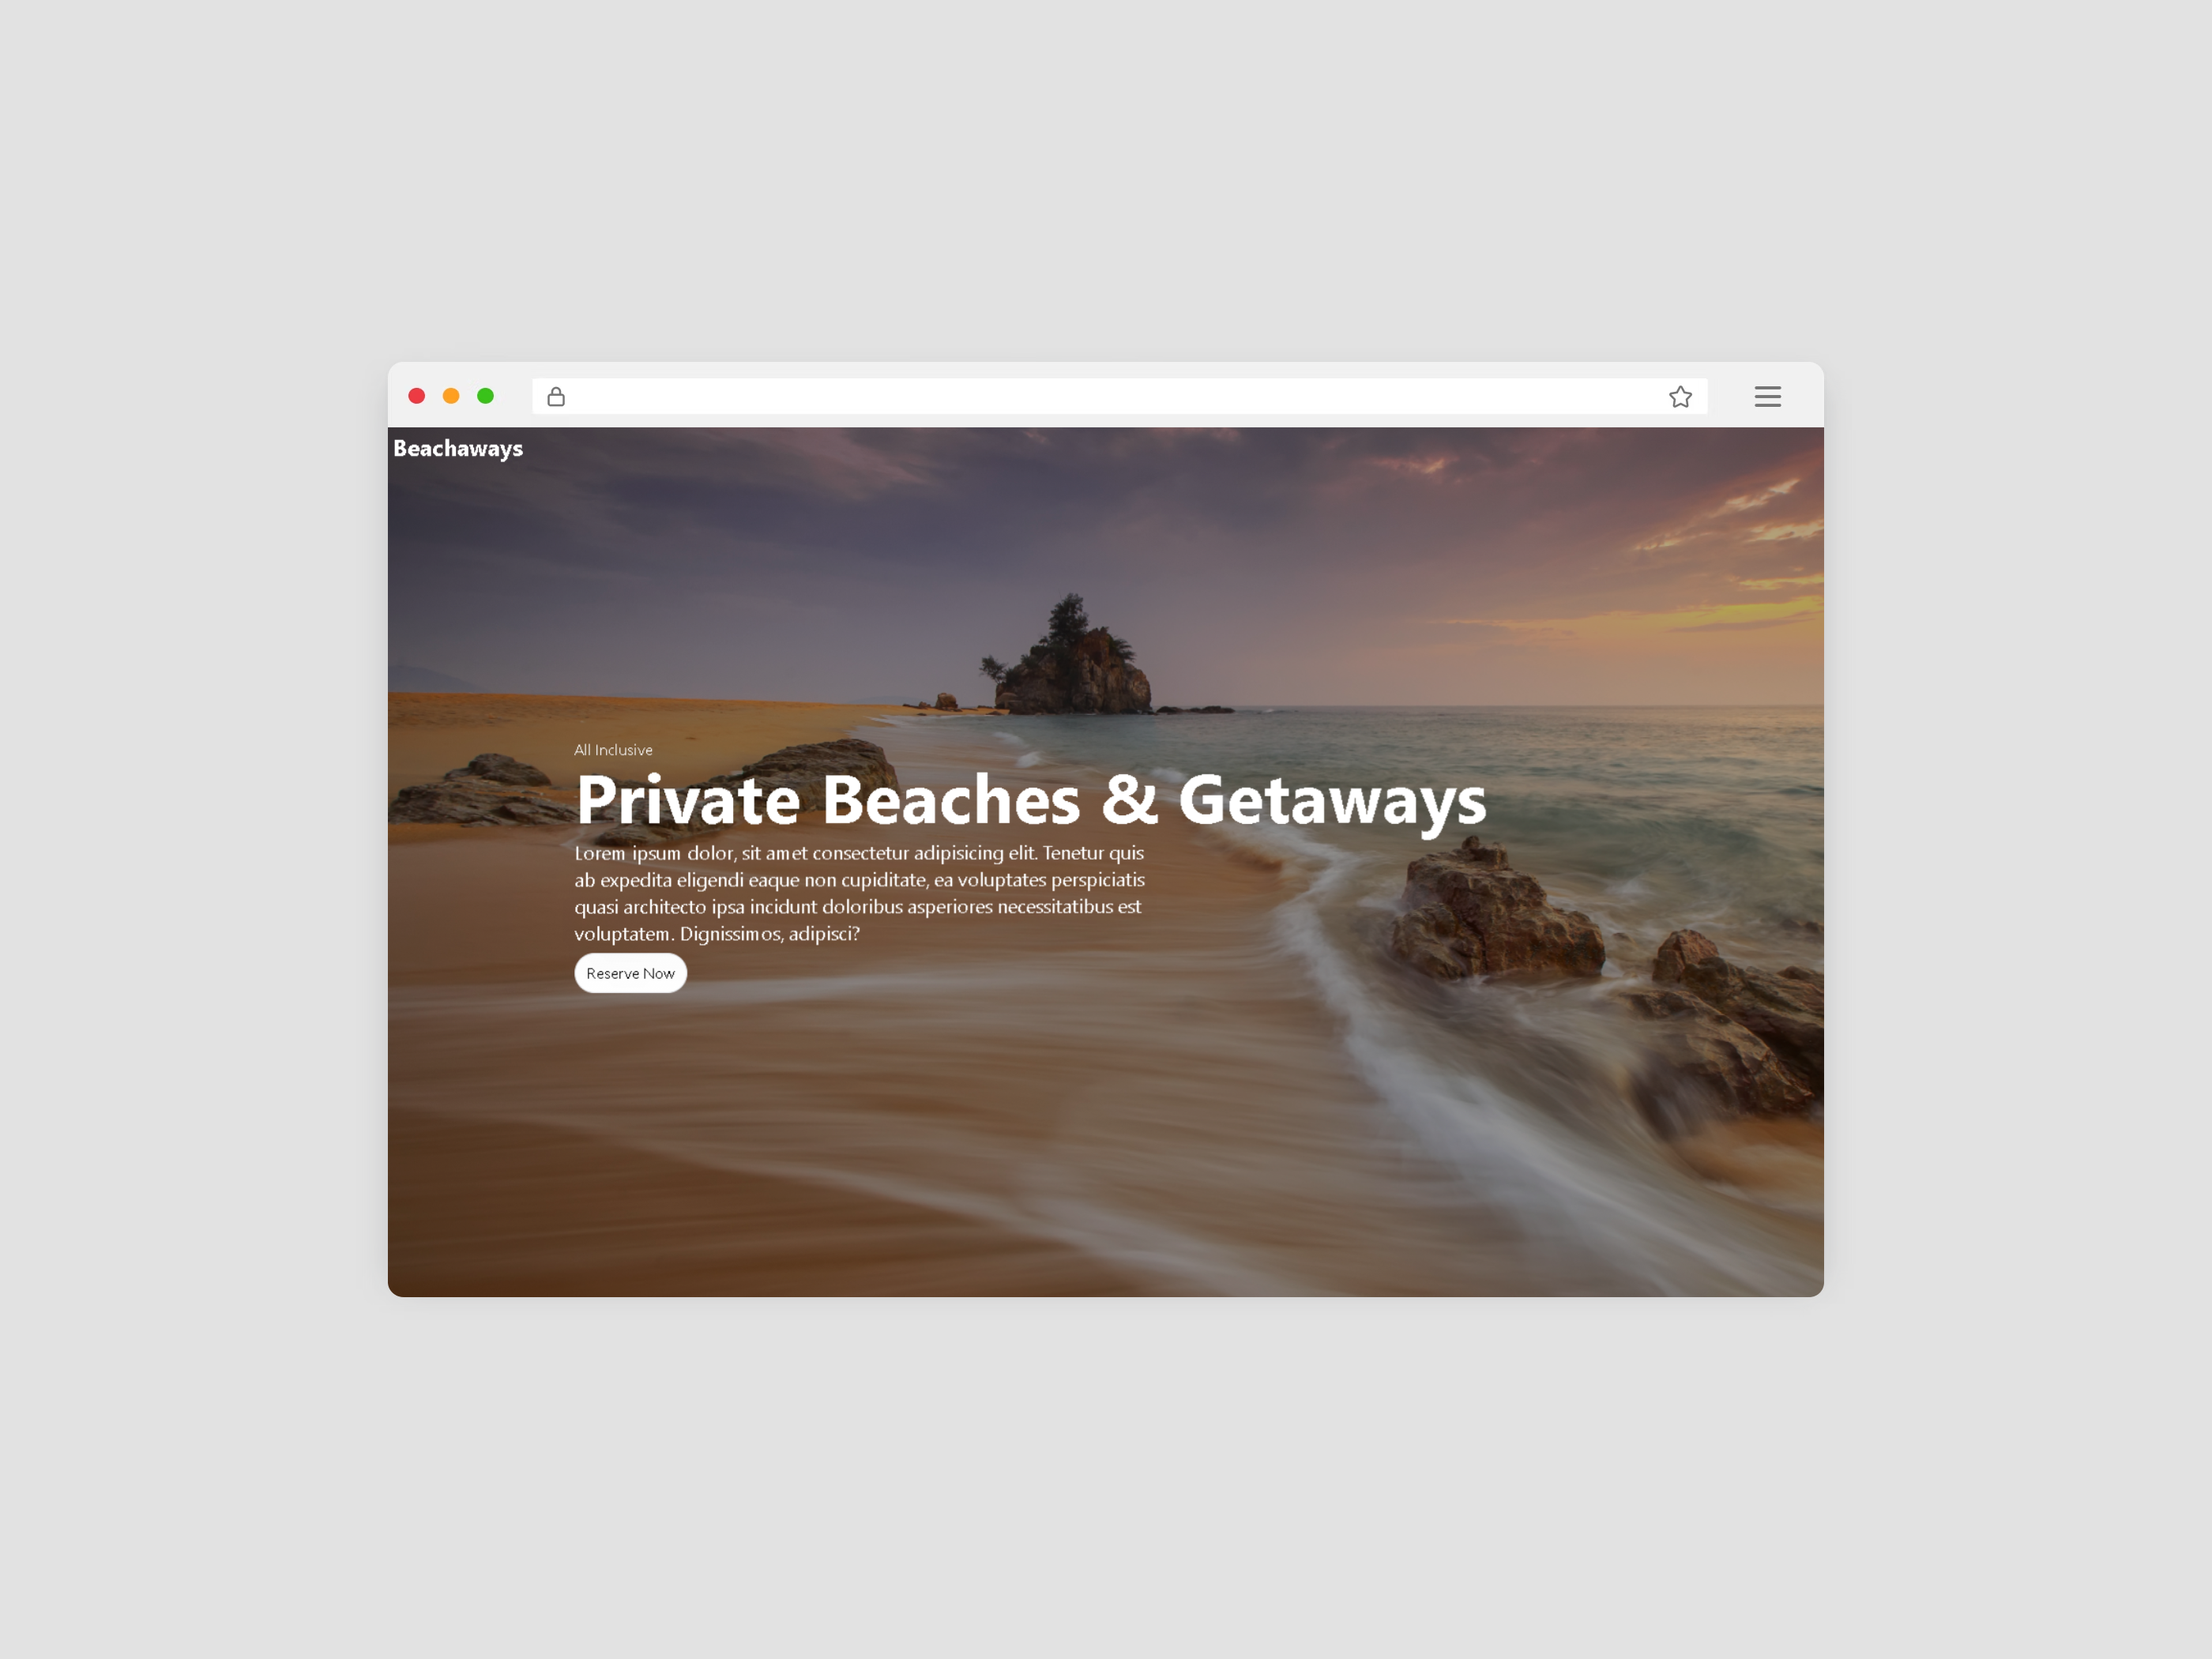 Beachaways
All Inclusive
Private Beaches & Getaways
Lorem ipsum dolor, sit amet consectetur adipisicing elit. Tenetur quis
ab expedita eligendi eaque non cupiditate, ea voluptates perspiciatis
quasi architecto ipsa incidunt doloribus asperiores necessitatibus est
voluptatem. Dignissimos, adipisci?
Reserve Now